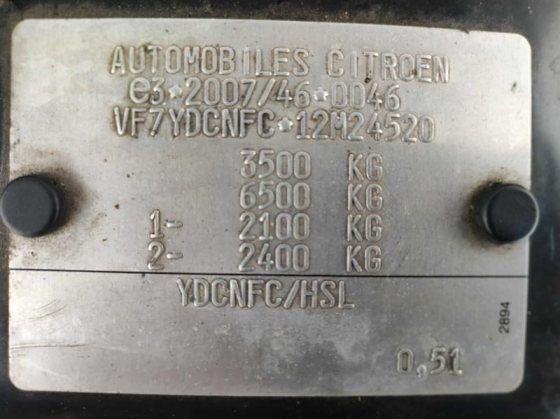 AUTOMOBILES CITROEN
e3*2007/46*0046
VF7YDCNFC*12M24520
3500 KG
6500 KG
1- 2100 KG
2- 2400 KG
YDCNFC/HSL
2894
0,51